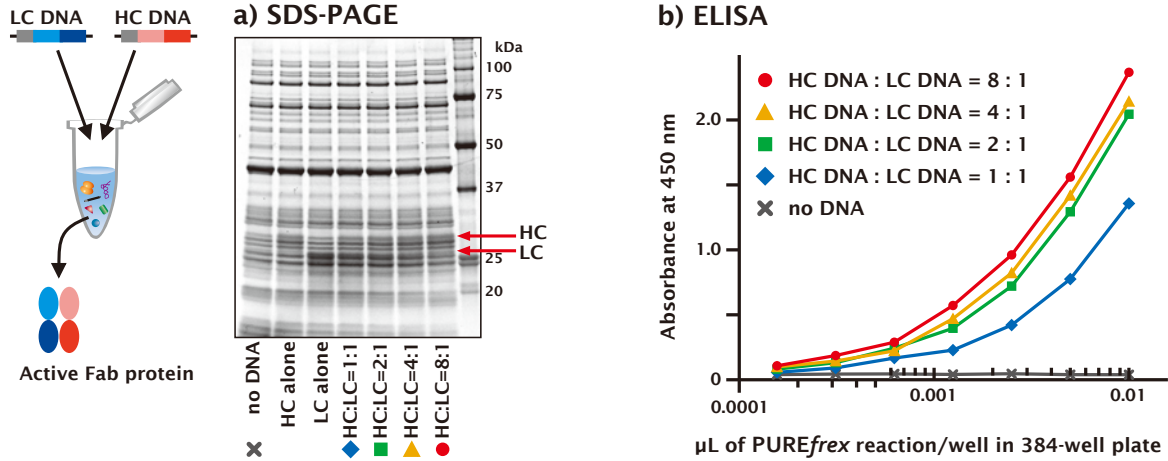 LC DNA
HC DNA
Active Fab protein
a) SDS-PAGE
kDa
100
75
50
37
25
20
HC
LC
no DNA
HC alone
LC alone
HC:LC=1:1
HC:LC=2:1
HC:LC=4:1
HC:LC=8:1
b) ELISA
HC DNA : LC DNA = 8 : 1
HC DNA : LC DNA = 4 : 1
HC DNA : LC DNA = 2 : 1
HC DNA : LC DNA = 1 : 1
no DNA
Absorbance at 450 nm
2.0
1.0
0
0.0001
0.001
0.01
μL of PUREfrex reaction/well in 384-well plate